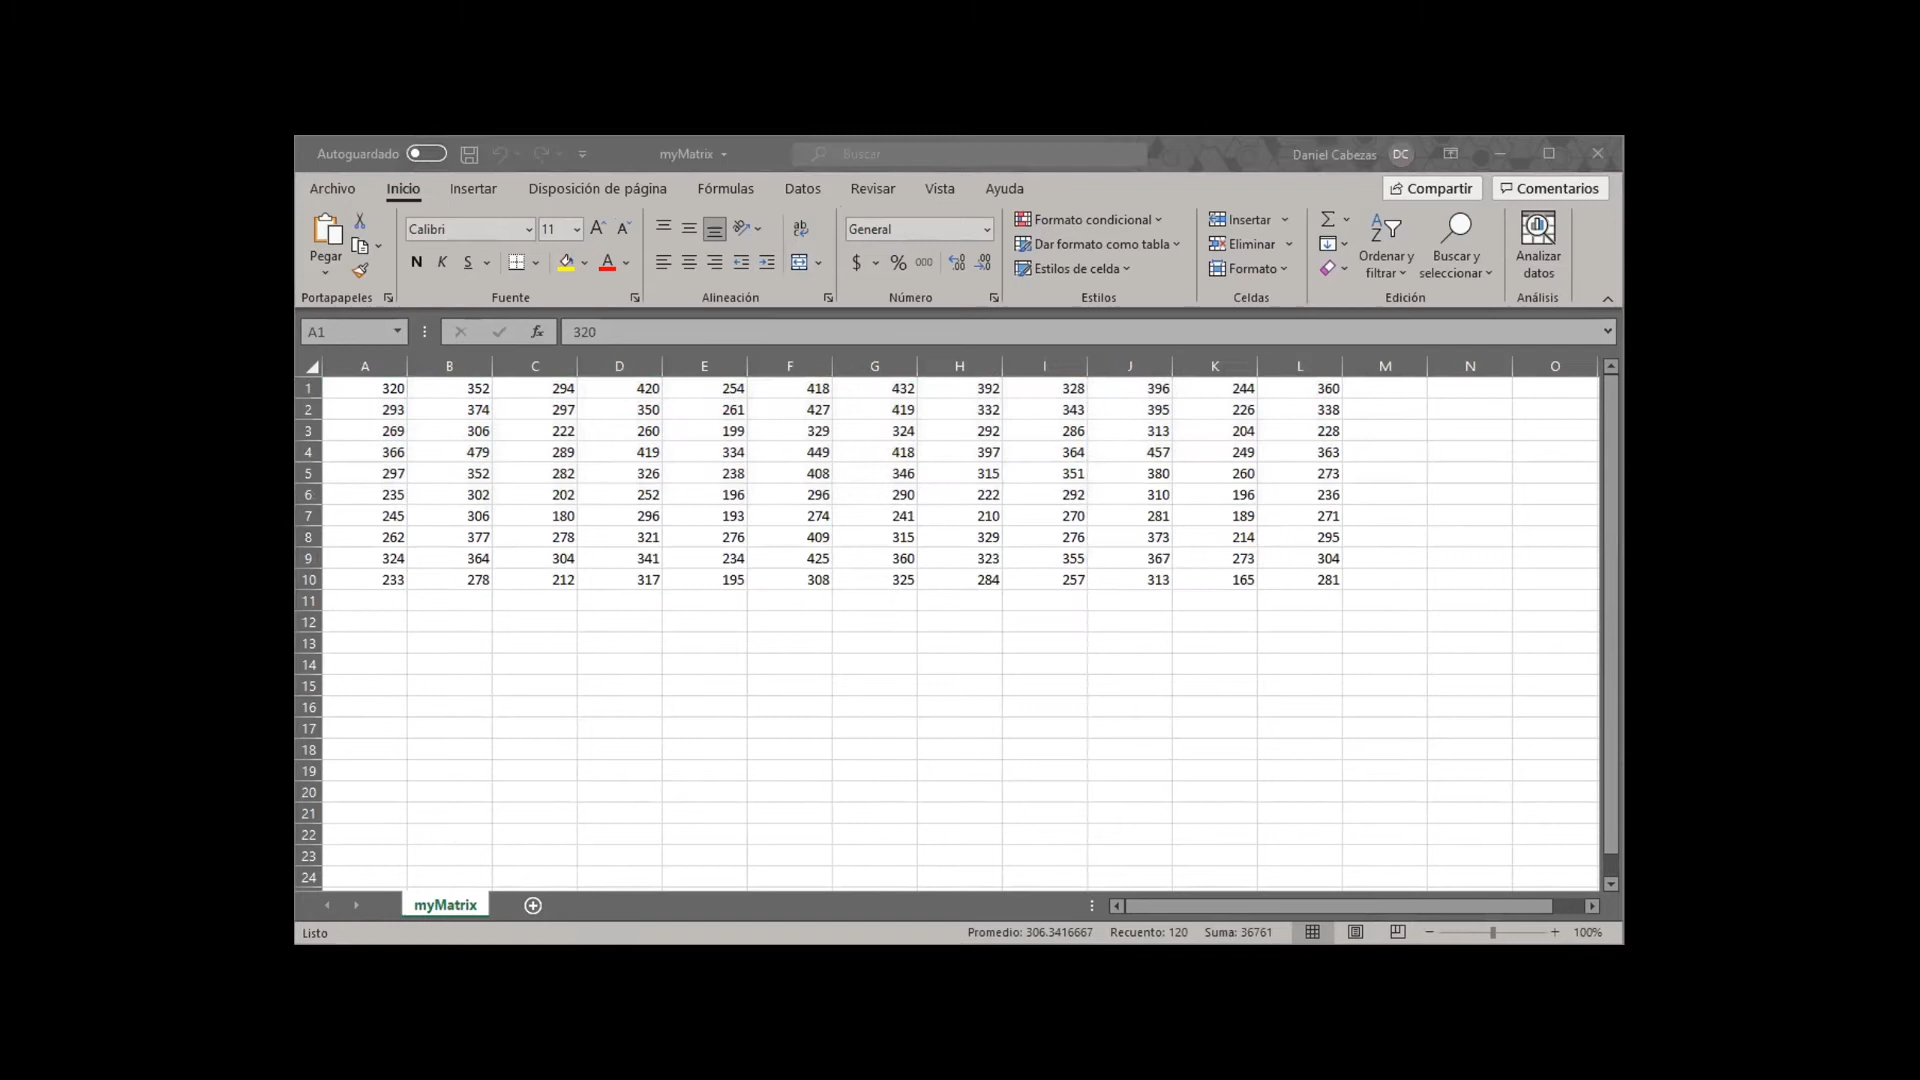 Autoguardado myMatrix Buscar Daniel Cabezas DC
Archivo Inicio Insertar Disposición de página Fórmulas Datos Revisar Vista Ayuda Compartir Comentarios
Calibri 11 General Formato condicional Insertar
Pegar Dar formato como tabla Eliminar Ordenar y filtrar Buscar y seleccionar Analizar datos
N K S $ % 000 Estilos de celda Formato
Portapapeles Fuente Alineación Número Estilos Celdas Edición Análisis
A1 fx 320
A B C D E F G H I J K L M N O
1 320 352 294 420 254 418 432 392 328 396 244 360
2 293 374 297 350 261 427 419 332 343 395 226 338
3 269 306 222 260 199 329 324 292 286 313 204 228
4 366 479 289 419 334 449 418 397 364 457 249 363
5 297 352 282 326 238 408 346 315 351 380 260 273
6 235 302 202 252 196 296 290 222 292 310 196 236
7 245 306 180 296 193 274 241 210 270 281 189 271
8 262 377 278 321 276 409 315 329 276 373 214 295
9 324 364 304 341 234 425 360 323 355 367 273 304
10 233 278 212 317 195 308 325 284 257 313 165 281
11
12
13
14
15
16
17
18
19
20
21
22
23
24
myMatrix
Listo Promedio: 306.3416667 Recuento: 120 Suma: 36761 100%